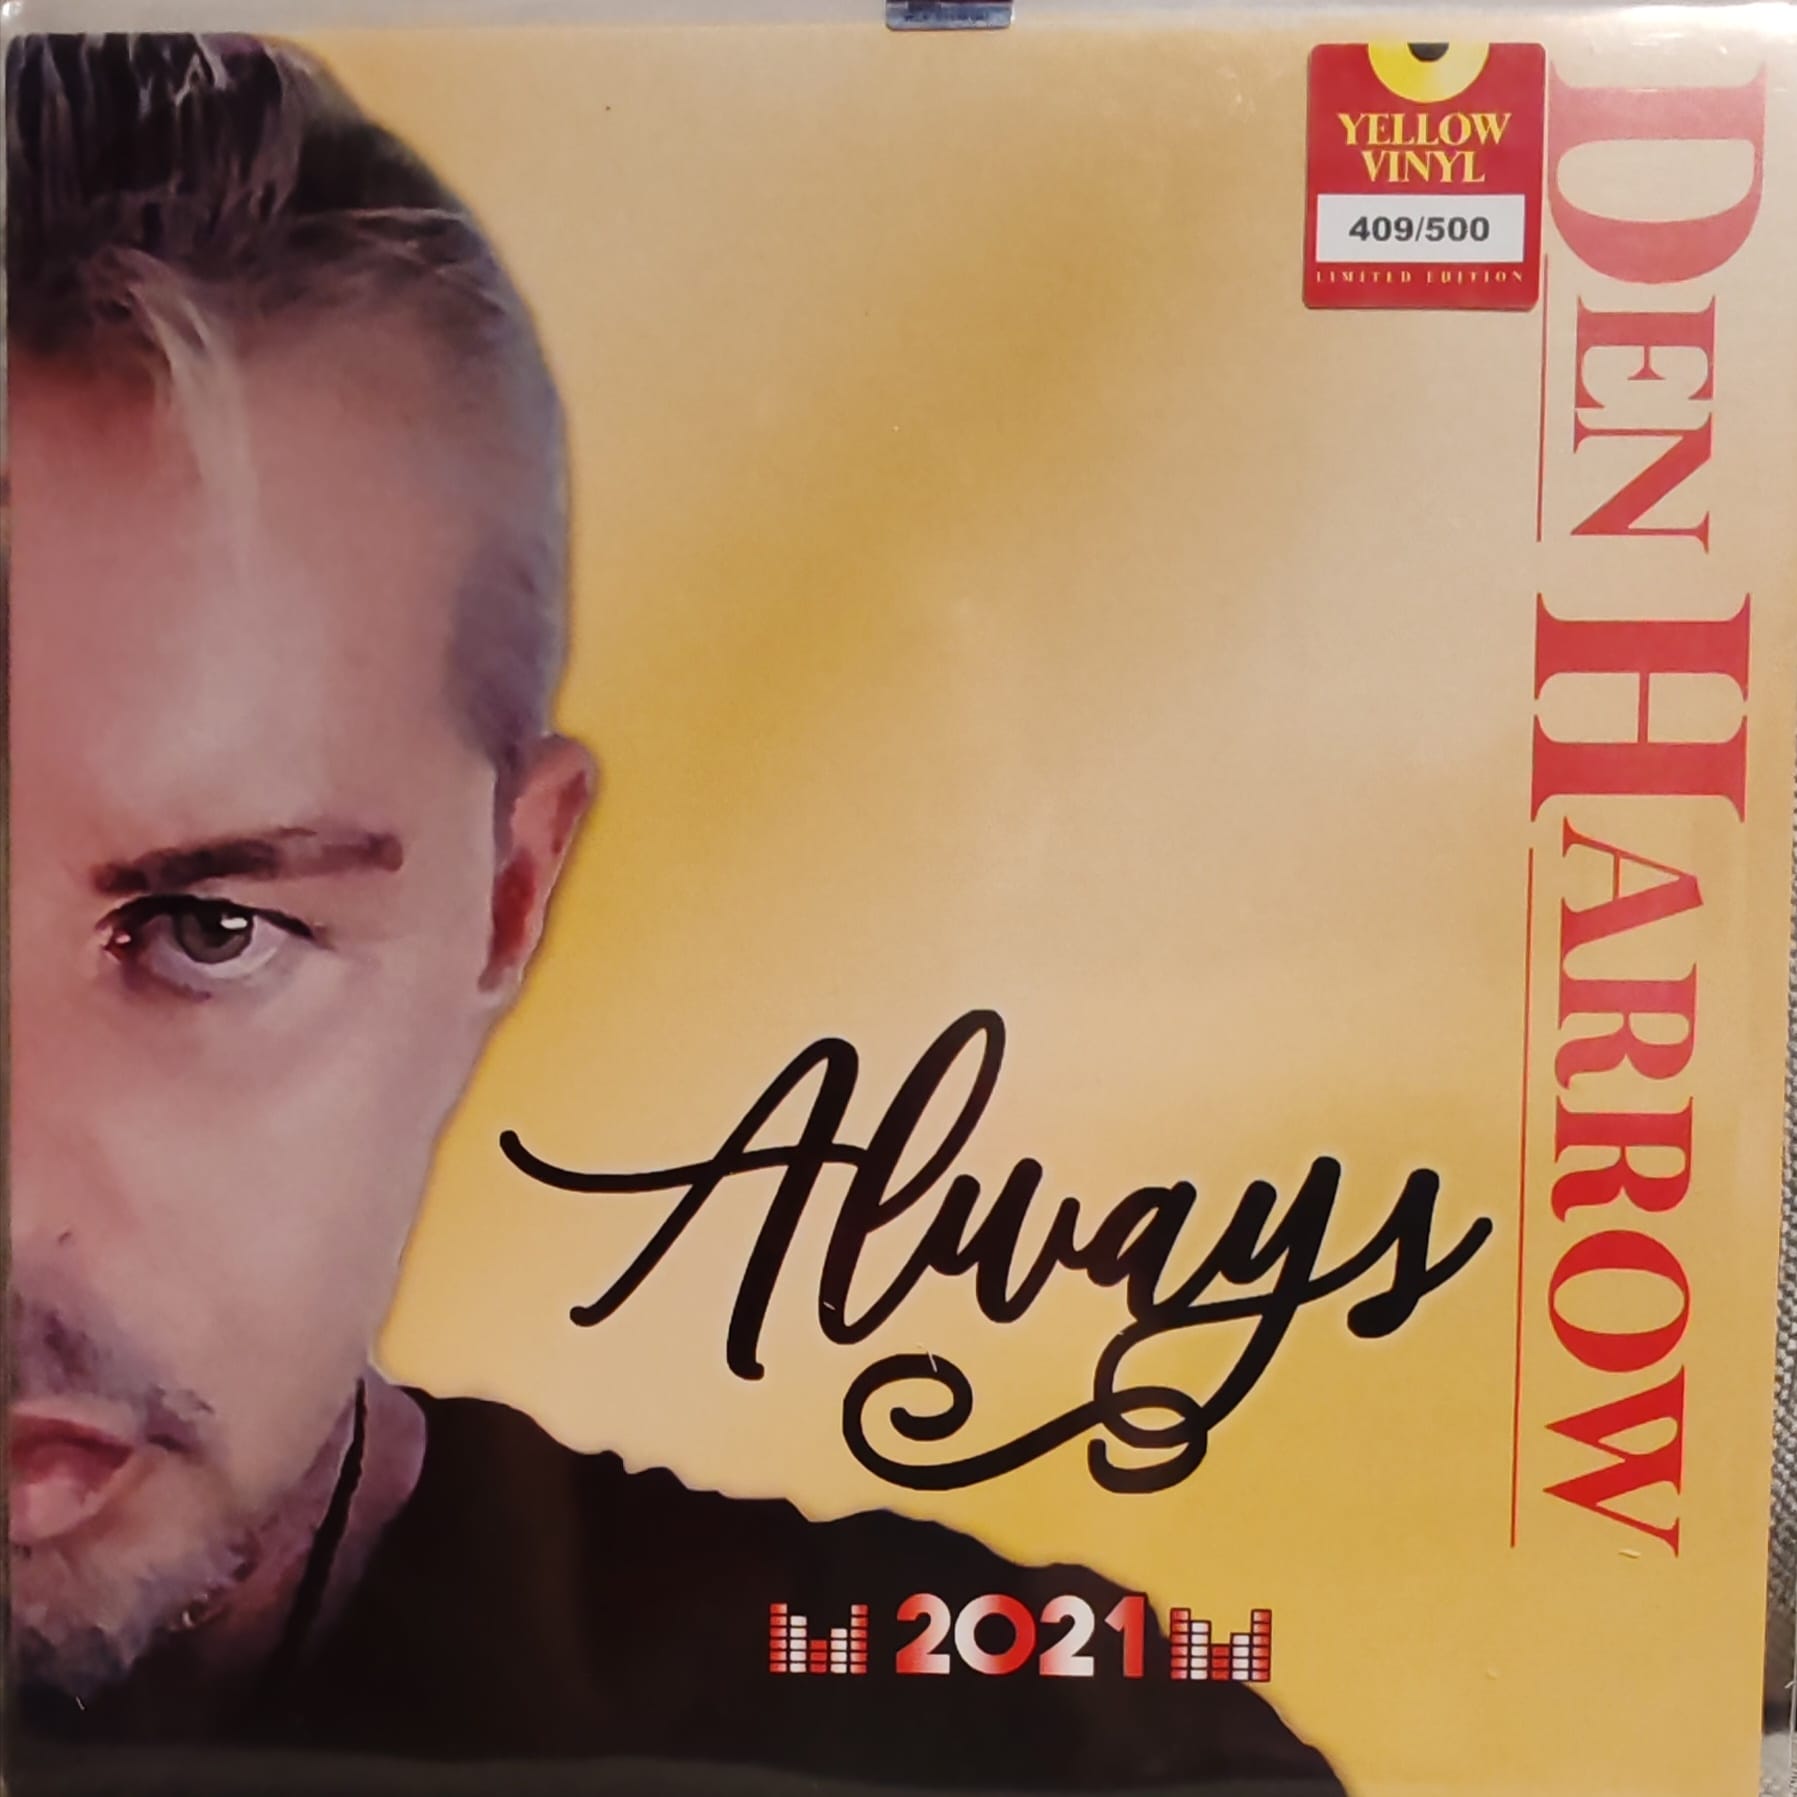 YELLOW
VINYL
409/500
LIMITED EDITION
DEN HARROW
Always
2021